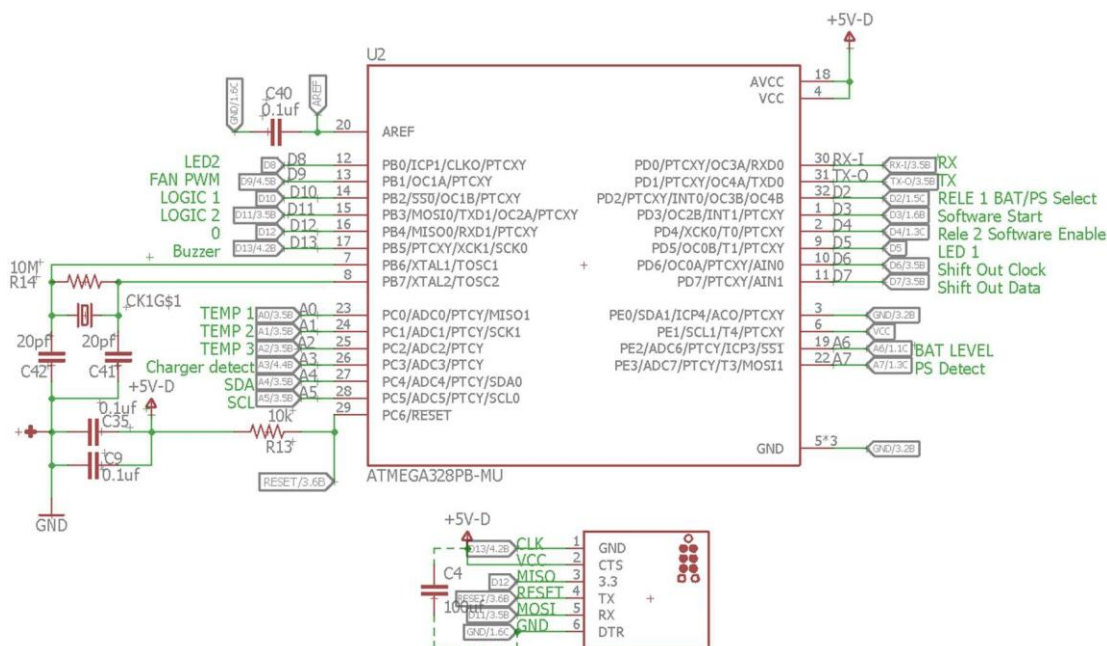 +5V-D
U2
GND/1.6C
C40
0.1uf
AREF
20
AREF
AVCC
18
VCC
4
LED2
D8
D8
12
PB0/ICP1/CLKO/PTCXY
FAN PWM
D9/4.5B
D9
13
PB1/OC1A/PTCXY
LOGIC 1
D10
D10
14
PB2/SS0/OC1B/PTCXY
LOGIC 2
D11/3.5B
D11
15
PB3/MOSI0/TXD1/OC2A/PTCXY
0
D12
D12
16
PB4/MISO0/RXD1/PTCXY
Buzzer
D13/4.2B
D13
17
PB5/PTCXY/XCK1/SCK0
7
PB6/XTAL1/TOSC1
8
PB7/XTAL2/TOSC2
PD0/PTCXY/OC3A/RXD0
30
RX-I
RX-I/3.5B
RX
PD1/PTCXY/OC4A/TXD0
31
TX-O
TX-O/3.5B
TX
PD2/PTCXY/INT0/OC3B/OC4B
32
D2
D2/1.5C
RELE 1 BAT/PS Select
PD3/OC2B/INT1/PTCXY
1
D3
D3/1.6B
Software Start
PD4/XCK0/T0/PTCXY
2
D4
D4/1.3C
Rele 2 Software Enable
PD5/OC0B/T1/PTCXY
9
D5
D5
LED 1
PD6/OC0A/PTCXY/AIN0
10
D6
D6/3.5B
Shift Out Clock
PD7/PTCXY/AIN1
11
D7
D7/3.5B
Shift Out Data
10M
R14
CK1G$1
20pf
20pf
C42
C41
TEMP 1
A0/3.5B
A0
23
PC0/ADC0/PTCY/MISO1
TEMP 2
A1/3.5B
A1
24
PC1/ADC1/PTCY/SCK1
TEMP 3
A2/3.5B
A2
25
PC2/ADC2/PTCY
Charger detect
A3/4.4B
A3
26
PC3/ADC3/PTCY
SDA
A4/3.5B
A4
27
PC4/ADC4/PTCY/SDA0
SCL
A5/3.5B
A5
28
PC5/ADC5/PTCY/SCL0
29
PC6/RESET
PE0/SDA1/ICP4/ACO/PTCXY
3
GND/3.2B
PE1/SCL1/T4/PTCXY
6
VCC
PE2/ADC6/PTCY/ICP3/SS1
19
A6
A6/1.1C
BAT LEVEL
PE3/ADC7/PTCY/T3/MOSI1
22
A7
A7/1.3C
PS Detect
GND
5*3
GND/3.2B
+5V-D
0.1uf
C35
C9
0.1uf
10k
R13
RESET/3.6B
GND
ATMEGA328PB-MU
+5V-D
C4
100uf
D13/4.2B
CLK
1
GND
VCC
2
CTS
D12
MISO
3
3.3
RESET/3.6B
RESET
4
TX
D11/3.5B
MOSI
5
RX
GND/1.6C
GND
6
DTR